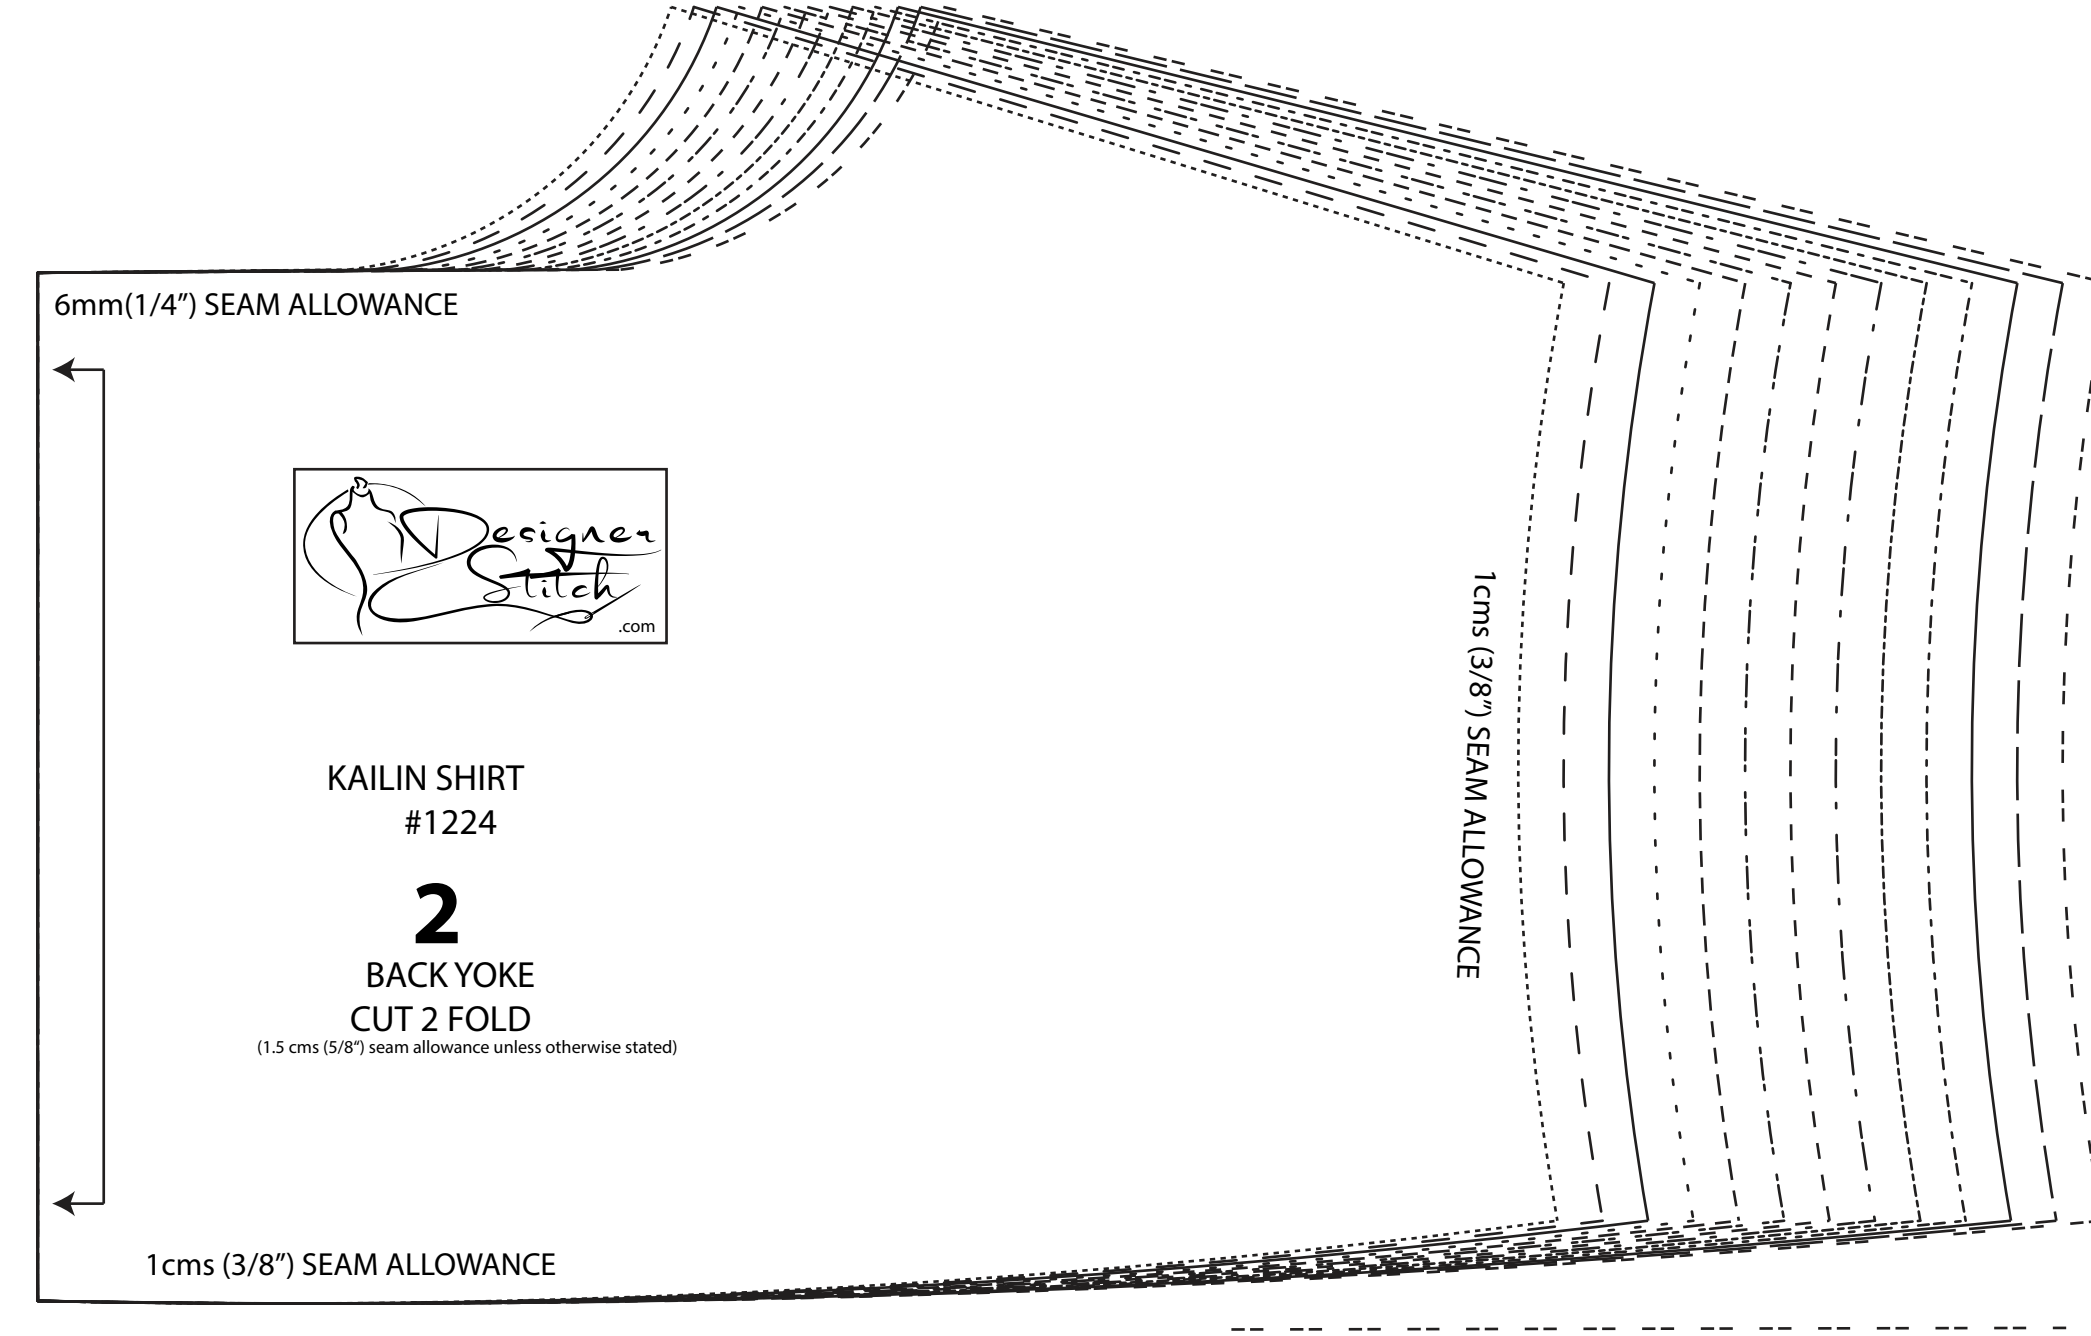 6mm(1/4”) SEAM ALLOWANCE
Designer
Stitch
.com
1cms (3/8”) SEAM ALLOWANCE
KAILIN SHIRT
#1224
2
BACK YOKE
CUT 2 FOLD
(1.5 cms (5/8“) seam allowance unless otherwise stated)
1cms (3/8”) SEAM ALLOWANCE